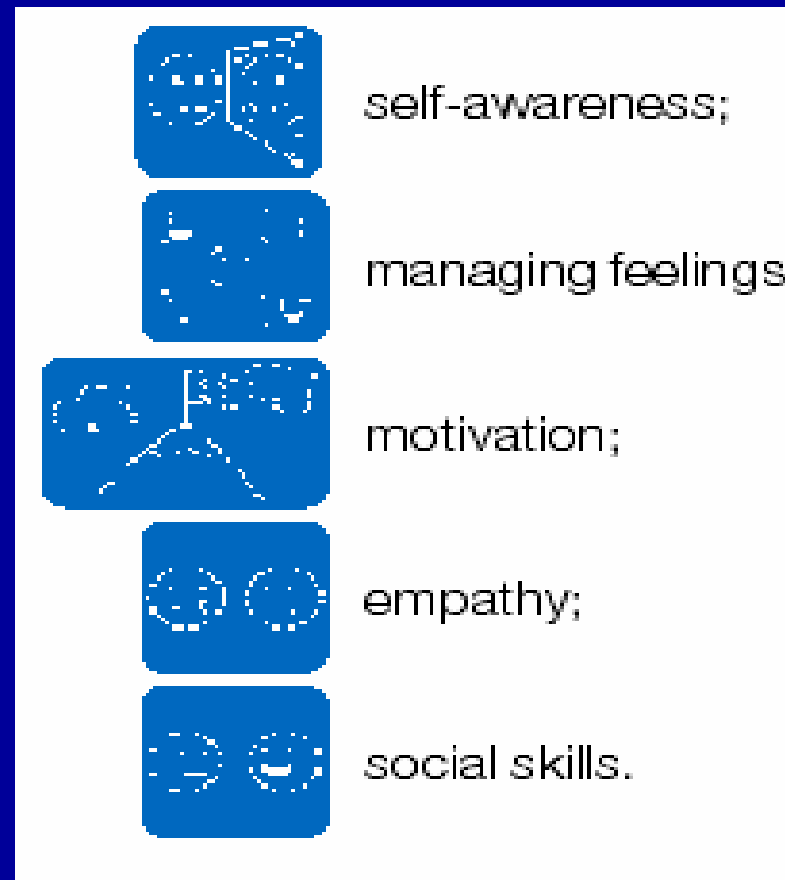 self-awareness;
managing feelings
motivation;
empathy;
social skills.